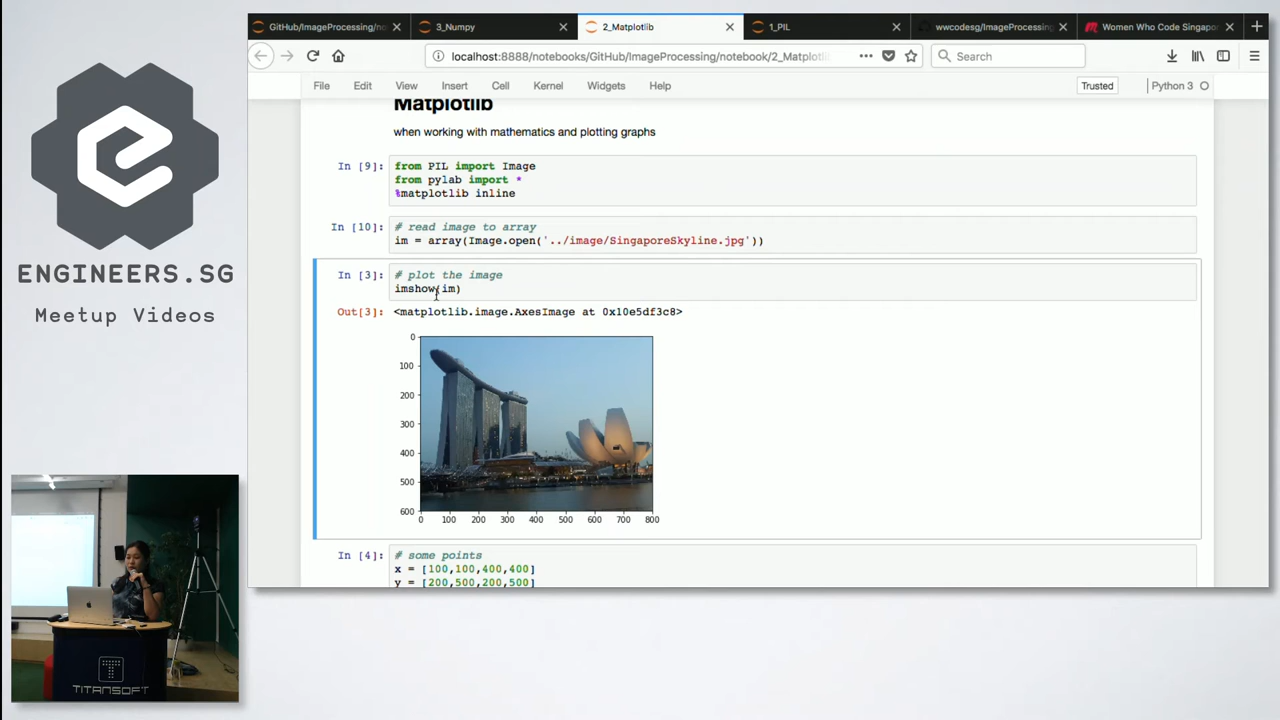 GitHub/ImageProcessing/no
3_Numpy
2_Matplotlib
1_PIL
wwcodesg/ImageProcessing
Women Who Code Singapo
localhost:8888/notebooks/GitHub/ImageProcessing/notebook/2_Matplotlib
Search
File Edit View Insert Cell Kernel Widgets Help
Trusted
Python 3
Matplotlib
when working with mathematics and plotting graphs
In [9]:
from PIL import Image
from pylab import *
%matplotlib inline
In [10]:
# read image to array
im = array(Image.open('../image/SingaporeSkyline.jpg'))
In [3]:
# plot the image
imshow(im)
Out[3]:
<matplotlib.image.AxesImage at 0x10e5df3c8>
0
100
200
300
400
500
600
0 100 200 300 400 500 600 700 800
In [4]:
# some points
x = [100,100,400,400]
y = [200,500,200,500]
ENGINEERS.SG
Meetup Videos
TITANSOFT